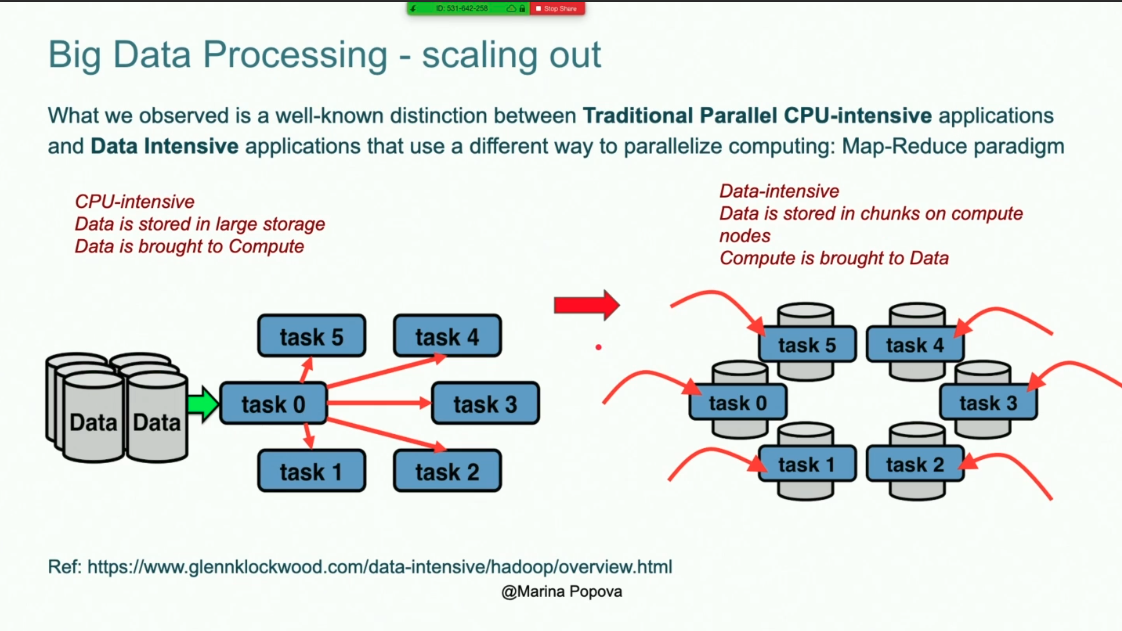 ID: 531-642-258
Stop Share
Big Data Processing - scaling out
What we observed is a well-known distinction between Traditional Parallel CPU-intensive applications
and Data Intensive applications that use a different way to parallelize computing: Map-Reduce paradigm
CPU-intensive
Data is stored in large storage
Data is brought to Compute
Data-intensive
Data is stored in chunks on compute
nodes
Compute is brought to Data
task 5
task 4
Data
Data
task 0
task 3
task 1
task 2
task 5
task 4
task 0
task 3
task 1
task 2
Ref: https://www.glennklockwood.com/data-intensive/hadoop/overview.html
@Marina Popova